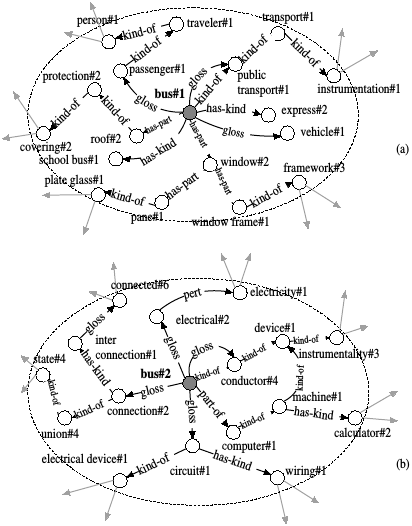 person#1
kind-of
traveler#1
transport#1
kind-of
kind-of
kind-of
protection#2
passenger#1
gloss
public
transport#1
instrumentation#1
bus#1
kind-of
kind-of
kind-of
gloss
has-kind
express#2
covering#2
roof#2
has-part
has-part
gloss
vehicle#1
school bus#1
has-kind
(a)
plate glass#1
window#2
framework#3
kind-of
has-part
has-part
kind-of
pane#1
window frame#1
connected#6
electricity#1
pert
gloss
electrical#2
device#1
inter
connection#1
gloss
gloss
kind-of
kind-of
instrumentality#3
state#4
has-kind
bus#2
kind-of
conductor#4
kind-of
kind-of
gloss
part-of
machine#1
kind-of
connection#2
kind-of
has-kind
union#4
gloss
computer#1
calculator#2
electrical device#1
kind-of
circuit#1
has-kind
wiring#1
(b)